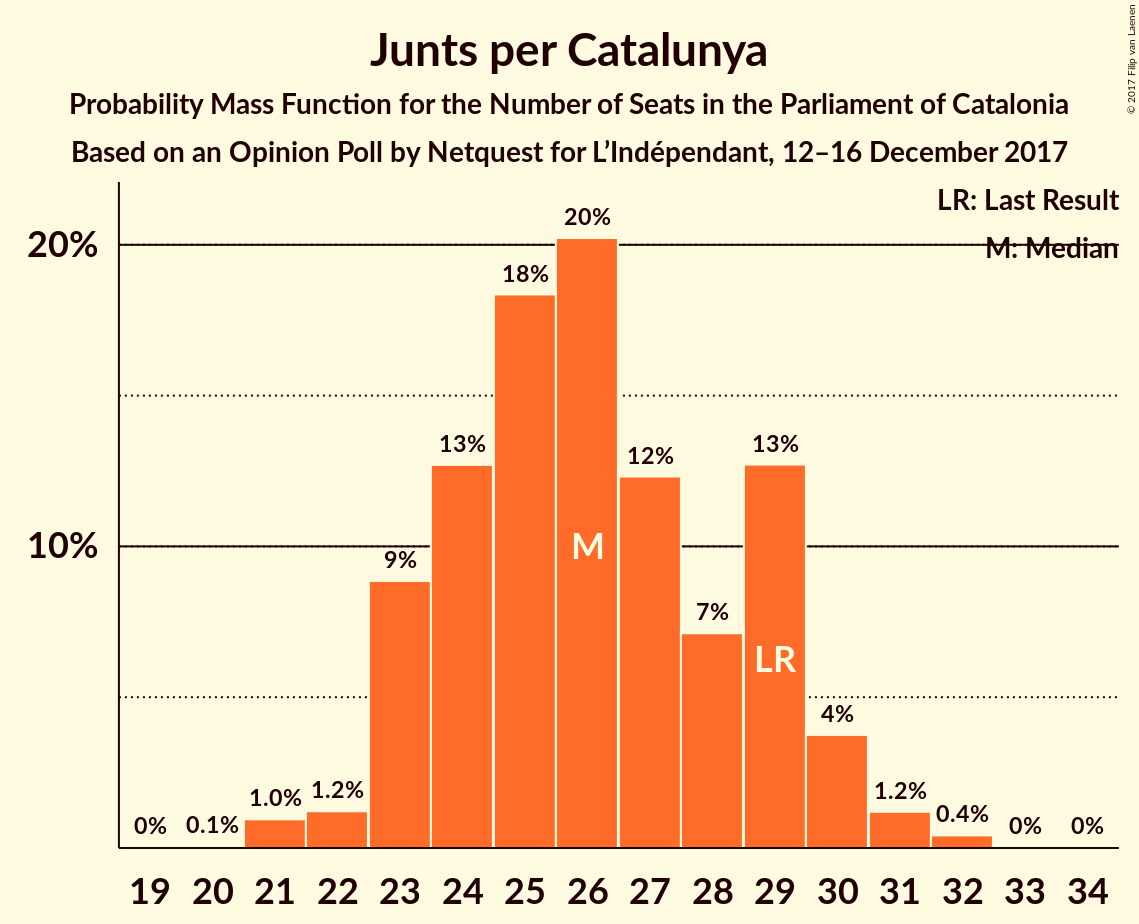 Junts per Catalunya
Probability Mass Function for the Number of Seats in the Parliament of Catalonia
Based on an Opinion Poll by Netquest for L’Indépendant, 12–16 December 2017
© 2017 Filip van Laenen
LR: Last Result
M: Median
20%
10%
0%
0.1%
1.0%
1.2%
9%
13%
18%
20%
12%
7%
13%
4%
1.2%
0.4%
0%
0%
M
LR
19 20 21 22 23 24 25 26 27 28 29 30 31 32 33 34